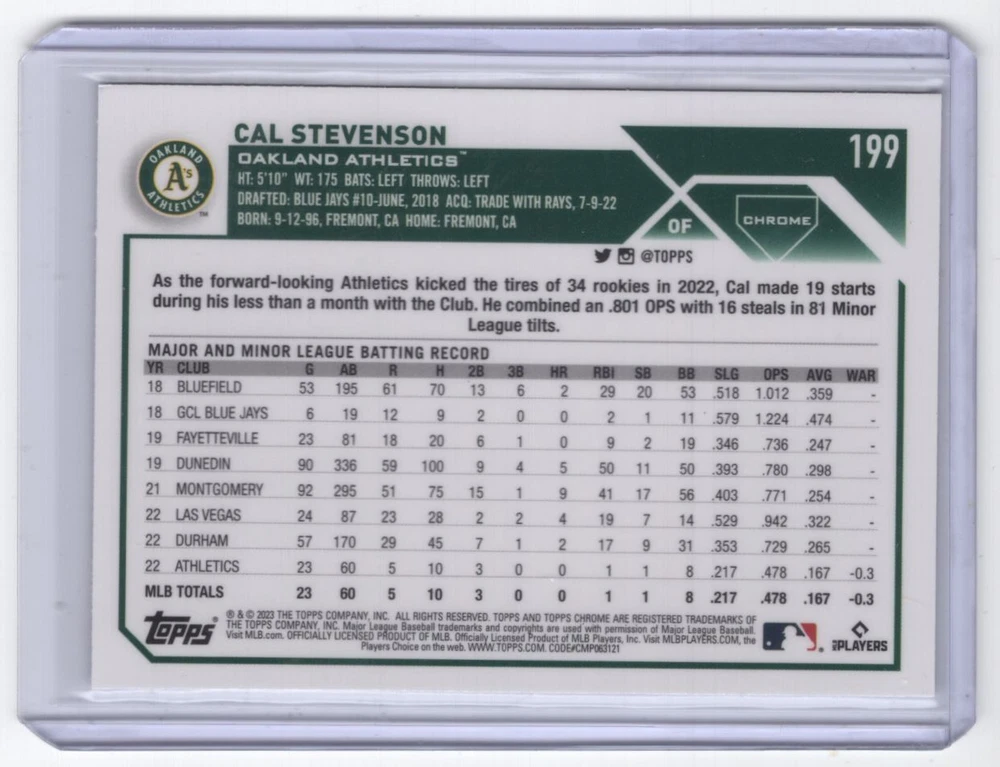 CAL STEVENSON
199
OAKLAND ATHLETICS™
OAKLAND
A's
ATHLETICS
TM
HT: 5'10" WT: 175 BATS: LEFT THROWS: LEFT
DRAFTED: BLUE JAYS #10-JUNE, 2018 ACQ: TRADE WITH RAYS, 7-9-22
BORN: 9-12-96, FREMONT, CA HOME: FREMONT, CA
OF
CHROME
@TOPPS
As the forward-looking Athletics kicked the tires of 34 rookies in 2022, Cal made 19 starts
during his less than a month with the Club. He combined an .801 OPS with 16 steals in 81 Minor
League tilts.
MAJOR AND MINOR LEAGUE BATTING RECORD
YR CLUB G AB R H 2B 3B HR RBI SB BB SLG OPS AVG WAR
18 BLUEFIELD 53 195 61 70 13 6 2 29 20 53 .518 1.012 .359 -
18 GCL BLUE JAYS 6 19 12 9 2 0 0 2 1 11 .579 1.224 .474 -
19 FAYETTEVILLE 23 81 18 20 6 1 0 9 2 19 .346 .736 .247 -
19 DUNEDIN 90 336 59 100 9 4 5 50 11 50 .393 .780 .298 -
21 MONTGOMERY 92 295 51 75 15 1 9 41 17 56 .403 .771 .254 -
22 LAS VEGAS 24 87 23 28 2 2 4 19 7 14 .529 .942 .322 -
22 DURHAM 57 170 29 45 7 1 2 17 9 31 .353 .729 .265 -
22 ATHLETICS 23 60 5 10 3 0 0 1 1 8 .217 .478 .167 -0.3
MLB TOTALS 23 60 5 10 3 0 0 1 1 8 .217 .478 .167 -0.3
TOPPS®
® & © 2023 THE TOPPS COMPANY, INC. ALL RIGHTS RESERVED. TOPPS AND TOPPS CHROME ARE REGISTERED TRADEMARKS OF
THE TOPPS COMPANY, INC. Major League Baseball trademarks and copyrights are used with permission of Major League Baseball.
Visit MLB.com. OFFICIALLY LICENSED PRODUCT OF MLB. Officially Licensed Product of MLB Players, Inc. Visit MLBPLAYERS.COM, the
Players Choice on the web. WWW.TOPPS.COM. CODE#CMP063121
MLB PLAYERS